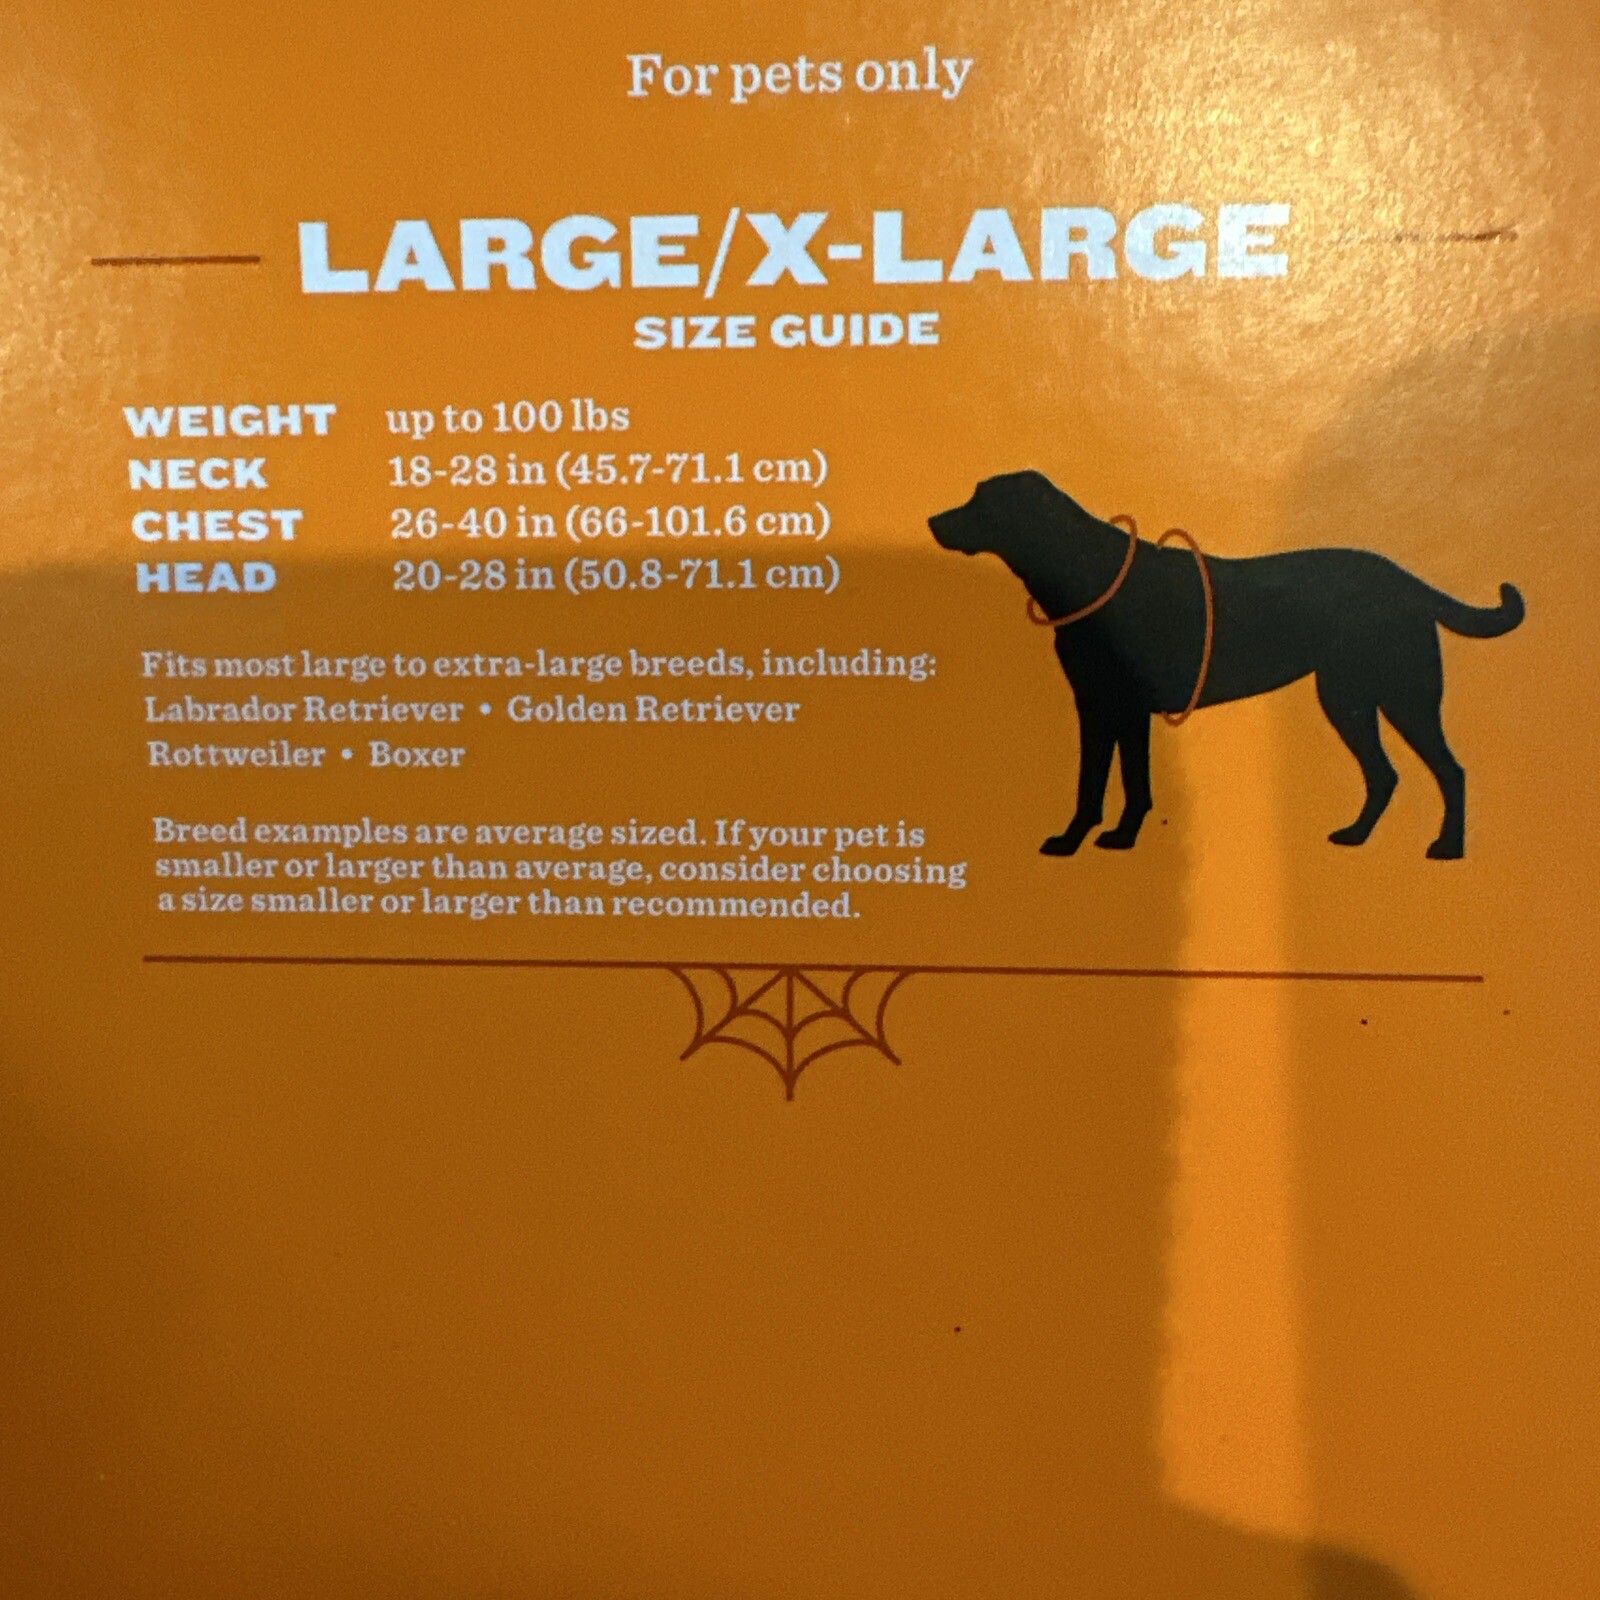 For pets only
LARGE/X-LARGE
SIZE GUIDE
WEIGHT up to 100 lbs
NECK 18-28 in (45.7-71.1 cm)
CHEST 26-40 in (66-101.6 cm)
HEAD 20-28 in (50.8-71.1 cm)
Fits most large to extra-large breeds, including:
Labrador Retriever • Golden Retriever
Rottweiler • Boxer
Breed examples are average sized. If your pet is
smaller or larger than average, consider choosing
a size smaller or larger than recommended.